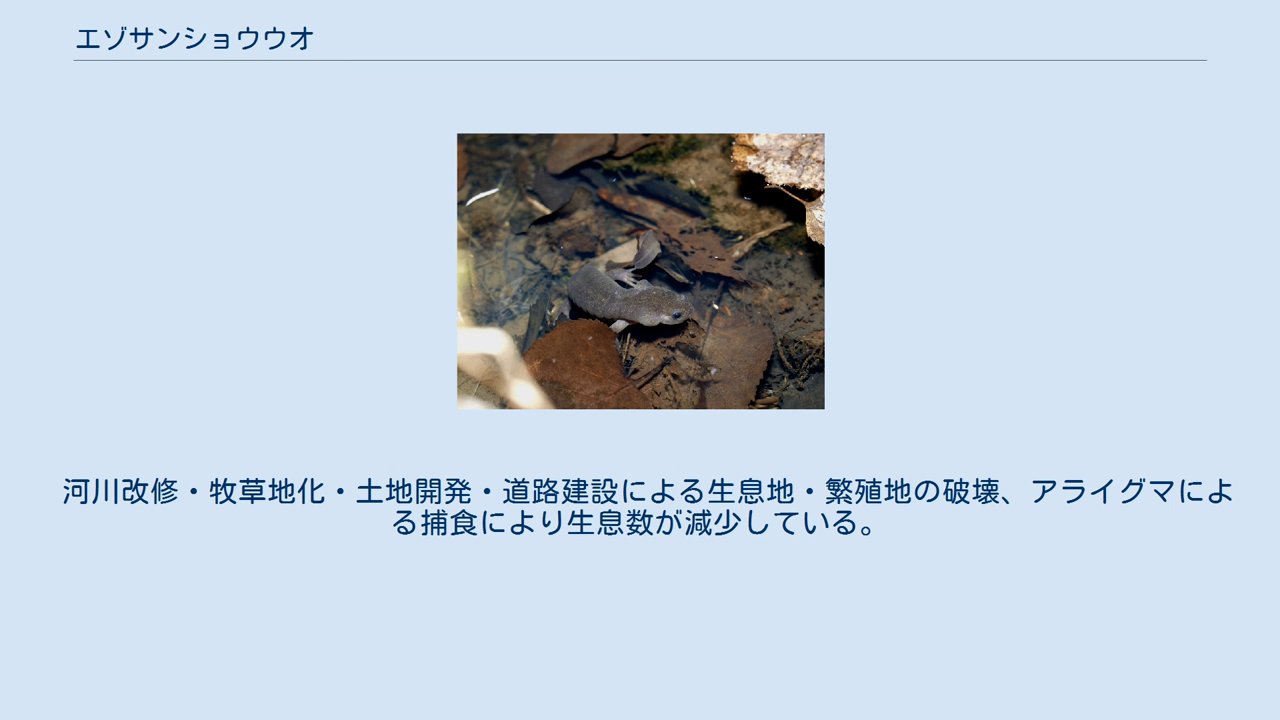 エゾサンショウウオ
河川改修・牧草地化・土地開発・道路建設による生息地・繁殖地の破壊、アライグマによ
る捕食により生息数が減少している。